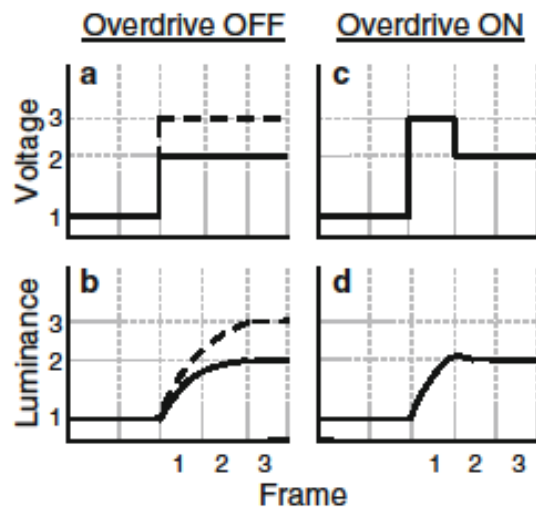 Overdrive OFF
Overdrive ON
a
c
Voltage
3
2
1
b
d
Luminance
3
2
1
1 2 3
1 2 3
Frame